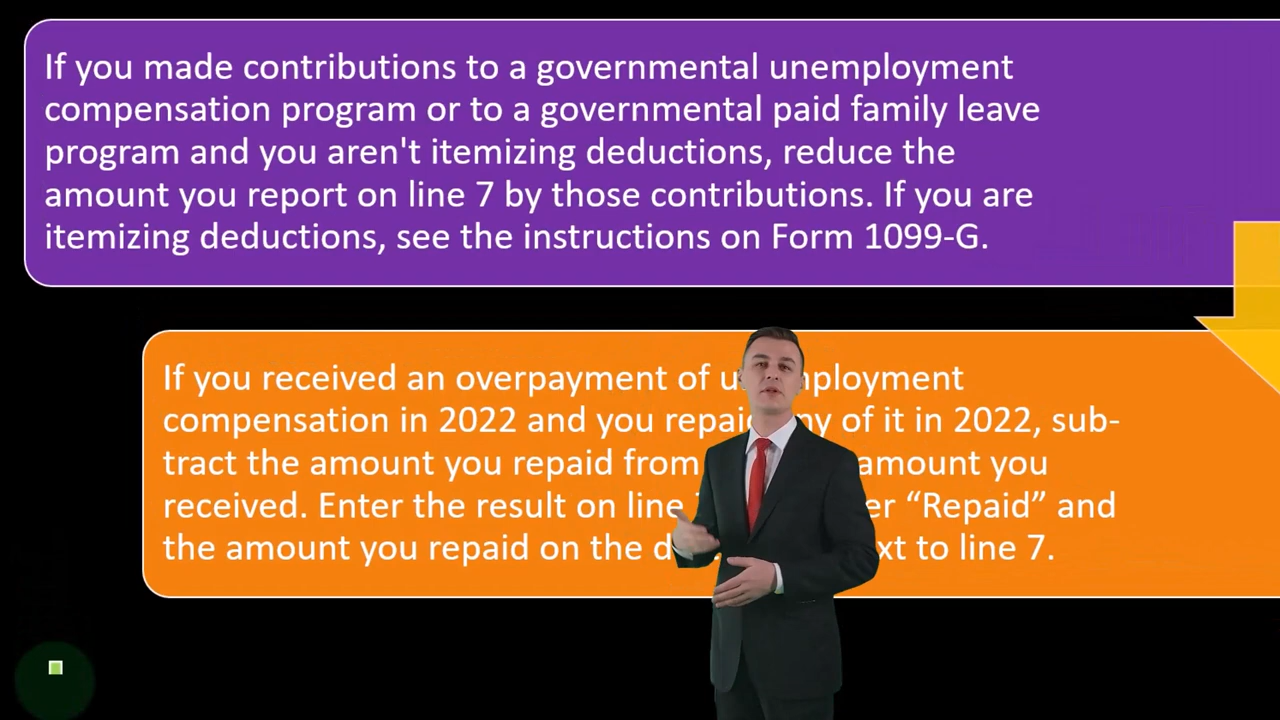 If you made contributions to a governmental unemployment
compensation program or to a governmental paid family leave
program and you aren't itemizing deductions, reduce the
amount you report on line 7 by those contributions. If you are
itemizing deductions, see the instructions on Form 1099-G.
If you received an overpayment of unemployment
compensation in 2022 and you repaid any of it in 2022, sub-
tract the amount you repaid from amount you
received. Enter the result on line “Repaid” and
the amount you repaid on the to line 7.